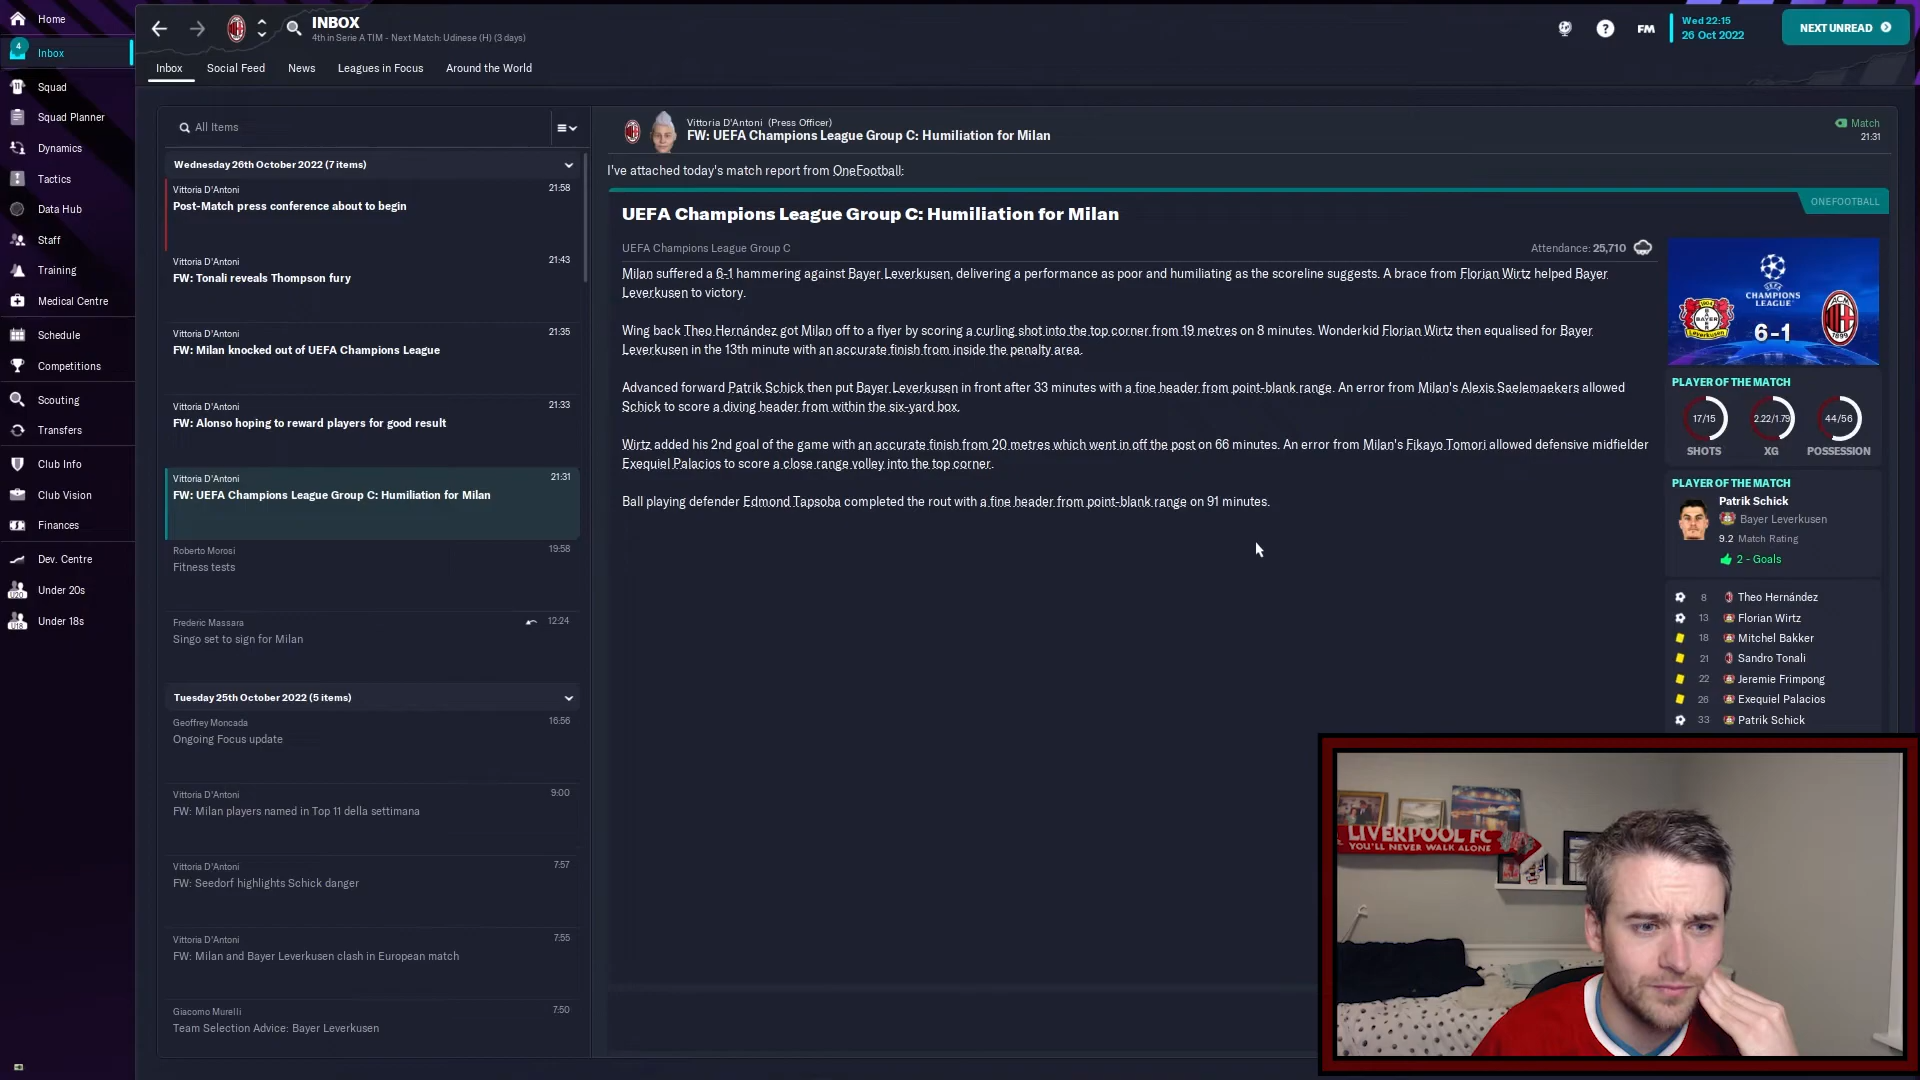 Home
4
Inbox
Squad
Squad Planner
Dynamics
Tactics
Data Hub
Staff
Training
Medical Centre
Schedule
Competitions
Scouting
Transfers
Club Info
Club Vision
Finances
Dev. Centre
Under 20s
Under 18s
INBOX
4th in Serie A TIM - Next Match: Udinese (H) (3 days)
FM
Wed 22:15
26 Oct 2022
NEXT UNREAD
Inbox
Social Feed
News
Leagues in Focus
Around the World
All Items
Wednesday 26th October 2022 (7 items)
Vittoria D'Antoni 21:58
Post-Match press conference about to begin
Vittoria D'Antoni 21:43
FW: Tonali reveals Thompson fury
Vittoria D'Antoni 21:35
FW: Milan knocked out of UEFA Champions League
Vittoria D'Antoni 21:33
FW: Alonso hoping to reward players for good result
Vittoria D'Antoni 21:31
FW: UEFA Champions League Group C: Humiliation for Milan
Roberto Morosi 19:58
Fitness tests
Frederic Massara 12:24
Singo set to sign for Milan
Tuesday 25th October 2022 (5 items)
Geoffrey Moncada 16:56
Ongoing Focus update
Vittoria D'Antoni 9:00
FW: Milan players named in Top 11 della settimana
Vittoria D'Antoni 7:57
FW: Seedorf highlights Schick danger
Vittoria D'Antoni 7:55
FW: Milan and Bayer Leverkusen clash in European match
Giacomo Murelli 7:50
Team Selection Advice: Bayer Leverkusen
Vittoria D'Antoni (Press Officer)
FW: UEFA Champions League Group C: Humiliation for Milan
Match
21:31
I've attached today's match report from OneFootball:
ONEFOOTBALL
UEFA Champions League Group C: Humiliation for Milan
UEFA Champions League Group C
Attendance: 25,710
Milan suffered a 6-1 hammering against Bayer Leverkusen, delivering a performance as poor and humiliating as the scoreline suggests. A brace from Florian Wirtz helped Bayer
Leverkusen to victory.
Wing back Theo Hernández got Milan off to a flyer by scoring a curling shot into the top corner from 19 metres on 8 minutes. Wonderkid Florian Wirtz then equalised for Bayer
Leverkusen in the 13th minute with an accurate finish from inside the penalty area.
Advanced forward Patrik Schick then put Bayer Leverkusen in front after 33 minutes with a fine header from point-blank range. An error from Milan's Alexis Saelemaekers allowed
Schick to score a diving header from within the six-yard box.
Wirtz added his 2nd goal of the game with an accurate finish from 20 metres which went in off the post on 66 minutes. An error from Milan's Fikayo Tomori allowed defensive midfielder
Exequiel Palacios to score a close range volley into the top corner.
Ball playing defender Edmond Tapsoba completed the rout with a fine header from point-blank range on 91 minutes.
UEFA
CHAMPIONS
LEAGUE
6-1
PLAYER OF THE MATCH
17/15
2.22/1.79
44/56
SHOTS
XG
POSSESSION
PLAYER OF THE MATCH
Patrik Schick
Bayer Leverkusen
9.2 Match Rating
2 - Goals
8 Theo Hernández
13 Florian Wirtz
18 Mitchel Bakker
21 Sandro Tonali
22 Jeremie Frimpong
26 Exequiel Palacios
33 Patrik Schick
LIVERPOOL FC
YOU'LL NEVER WALK ALONE